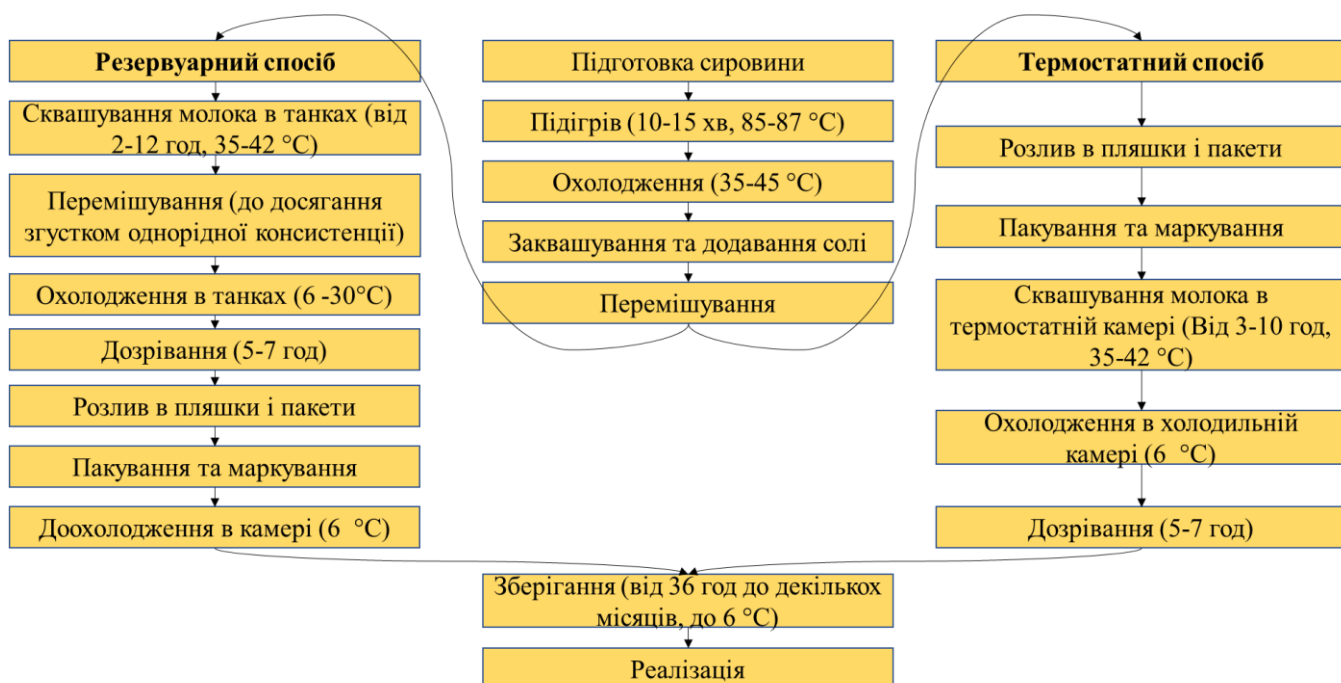 Резервуарний спосіб
Сквашування молока в танках (від
2-12 год, 35-42 °C)
Перемішування (до досягання
згустком однорідної консистенції)
Охолодження в танках (6 -30°C)
Дозрівання (5-7 год)
Розлив в пляшки і пакети
Пакування та маркування
Доохолодження в камері (6 °C)
Підготовка сировини
Підігрів (10-15 хв, 85-87 °C)
Охолодження (35-45 °C)
Заквашування та додавання солі
Перемішування
Термостатний спосіб
Розлив в пляшки і пакети
Пакування та маркування
Сквашування молока в
термостатній камері (Від 3-10 год,
35-42 °C)
Охолодження в холодильній
камері (6 °C)
Дозрівання (5-7 год)
Зберігання (від 36 год до декількох
місяців, до 6 °C)
Реалізація